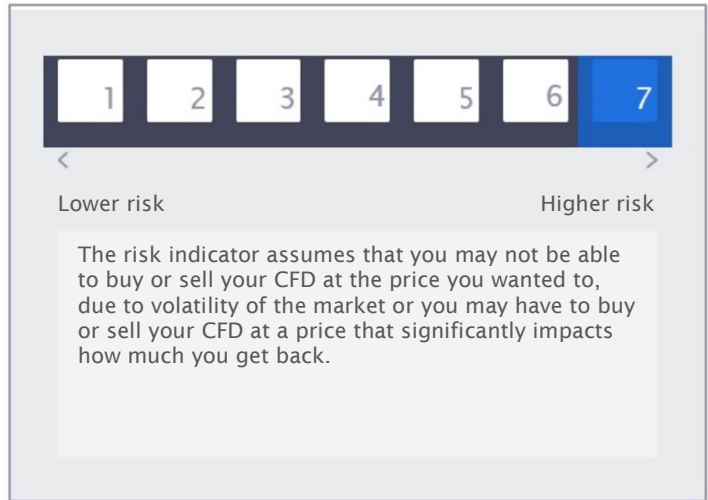 1 2 3 4 5 6 7
< >
Lower risk Higher risk
The risk indicator assumes that you may not be able
to buy or sell your CFD at the price you wanted to,
due to volatility of the market or you may have to buy
or sell your CFD at a price that significantly impacts
how much you get back.